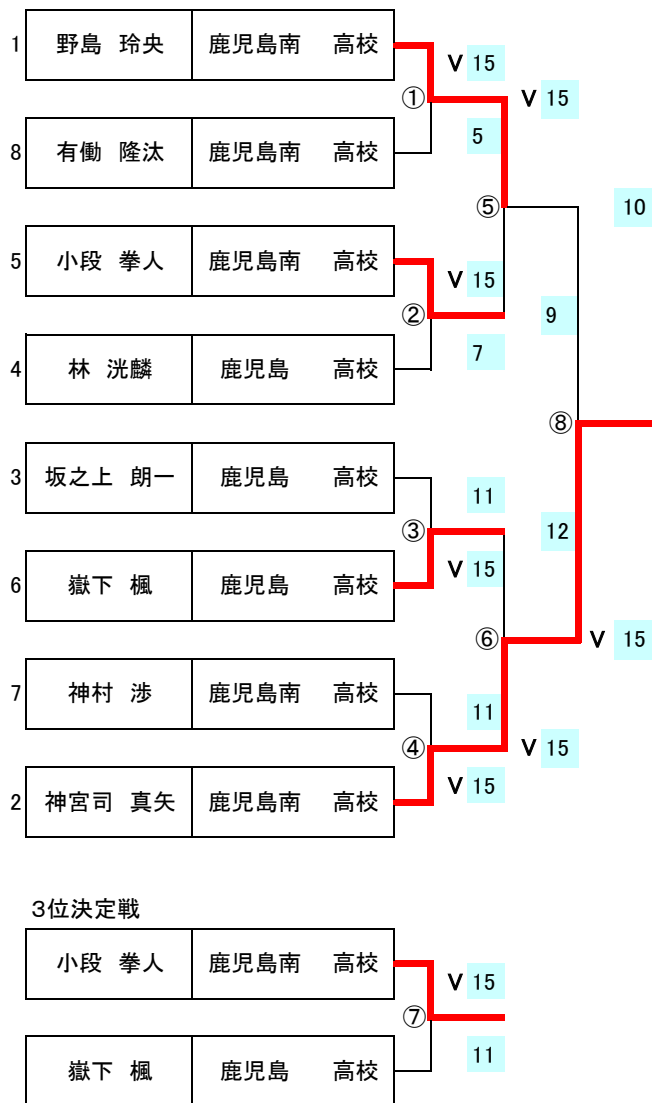 1 野島 玲央 鹿児島南 高校
V 15
① V 15
5
8 有働 隆汰 鹿児島南 高校
⑤ 10
5 小段 拳人 鹿児島南 高校
V 15
② 9
7
4 林 洸麟 鹿児島 高校
⑧
3 坂之上 朗一 鹿児島 高校
11
③ 12
V 15
6 嶽下 楓 鹿児島 高校
⑥ V 15
7 神村 渉 鹿児島南 高校
11
④ V 15
V 15
2 神宮司 真矢 鹿児島南 高校
3位決定戦
小段 拳人 鹿児島南 高校
V 15
⑦
11
嶽下 楓 鹿児島 高校